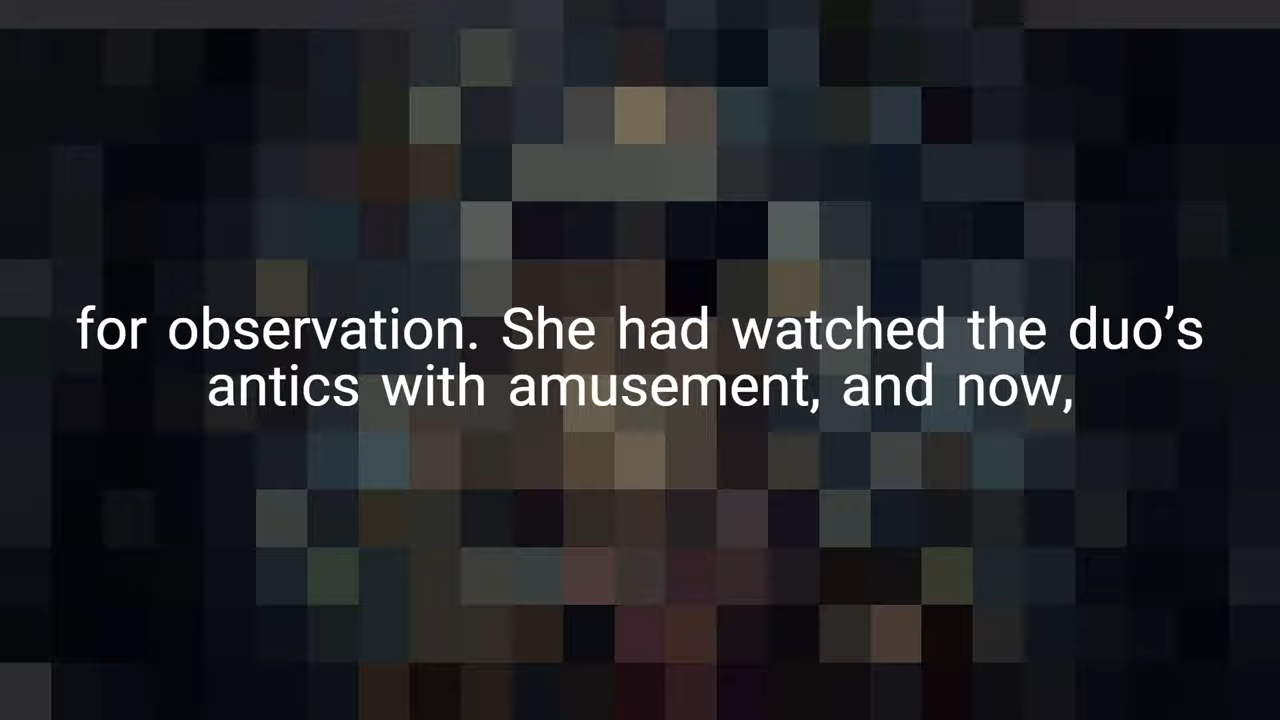 for observation. She had watched the duo’s
antics with amusement, and now,